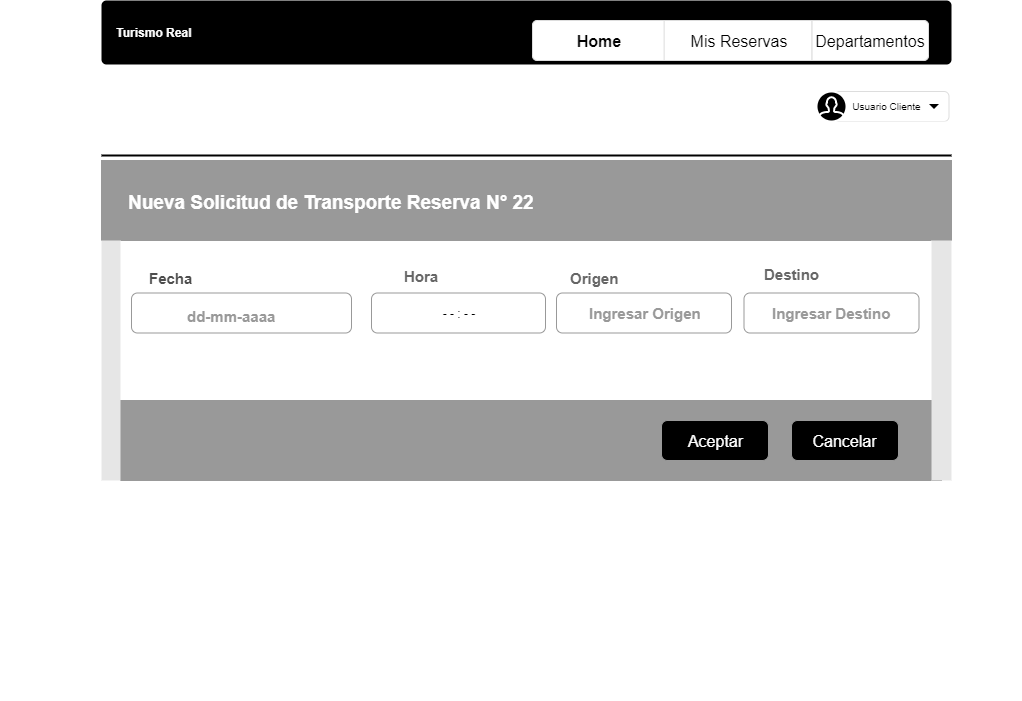 Turismo Real
Home Mis Reservas Departamentos
Usuario Cliente
Nueva Solicitud de Transporte Reserva N° 22
Fecha Hora Origen Destino
dd-mm-aaaa - - : - - Ingresar Origen Ingresar Destino
Aceptar Cancelar